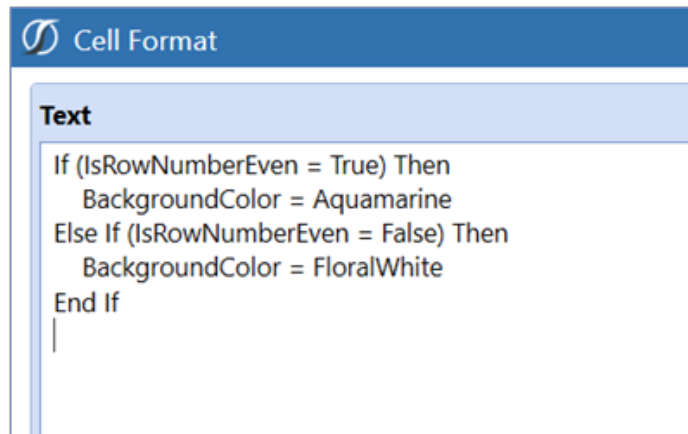 Cell Format
Text
If (IsRowNumberEven = True) Then
BackgroundColor = Aquamarine
Else If (IsRowNumberEven = False) Then
BackgroundColor = FloralWhite
End If